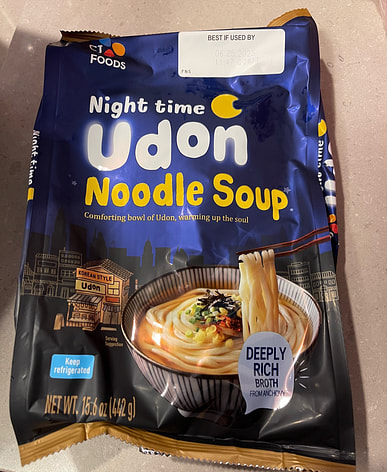 CJ
FOODS
BEST IF USED BY
Night time
Udon
Noodle Soup
Comforting bowl of Udon, warming up the soul
KOREAN STYLE
Udon
Serving
Suggestion
Keep
refrigerated
DEEPLY
RICH
BROTH
FROM ANCHOVY
NET WT. 15.6 oz (442 g)